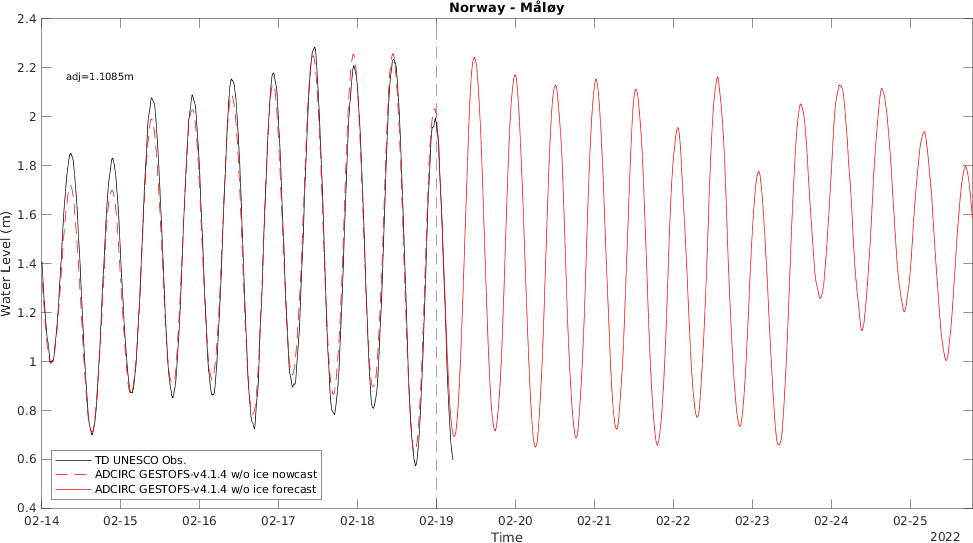 Norway - Måløy
2.4
2.2
2
1.8
1.6
1.4
1.2
1
0.8
0.6
0.4
Water Level (m)
adj=1.1085m
TD UNESCO Obs.
ADCIRC GESTOFS-v4.1.4 w/o ice nowcast
ADCIRC GESTOFS-v4.1.4 w/o ice forecast
02-14 02-15 02-16 02-17 02-18 02-19 02-20 02-21 02-22 02-23 02-24 02-25
Time
2022